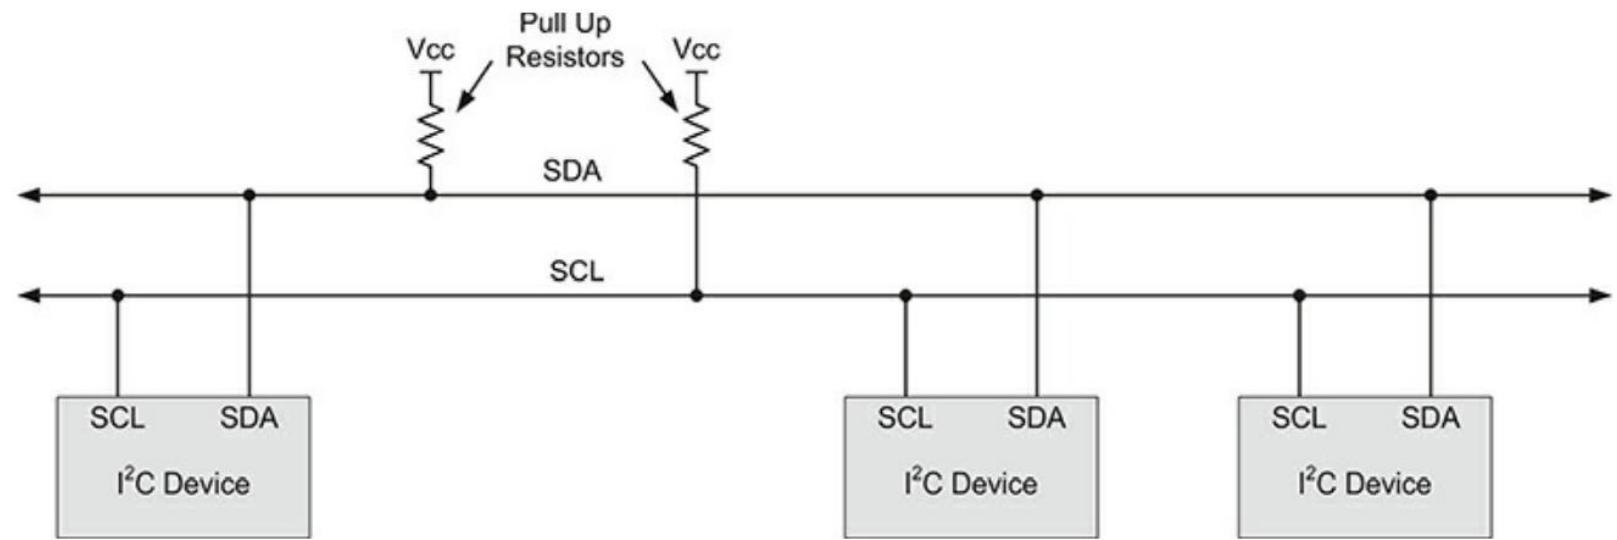 Pull Up
Resistors
Vcc
Vcc
SDA
SCL
SCL SDA
I²C Device
SCL SDA
I²C Device
SCL SDA
I²C Device